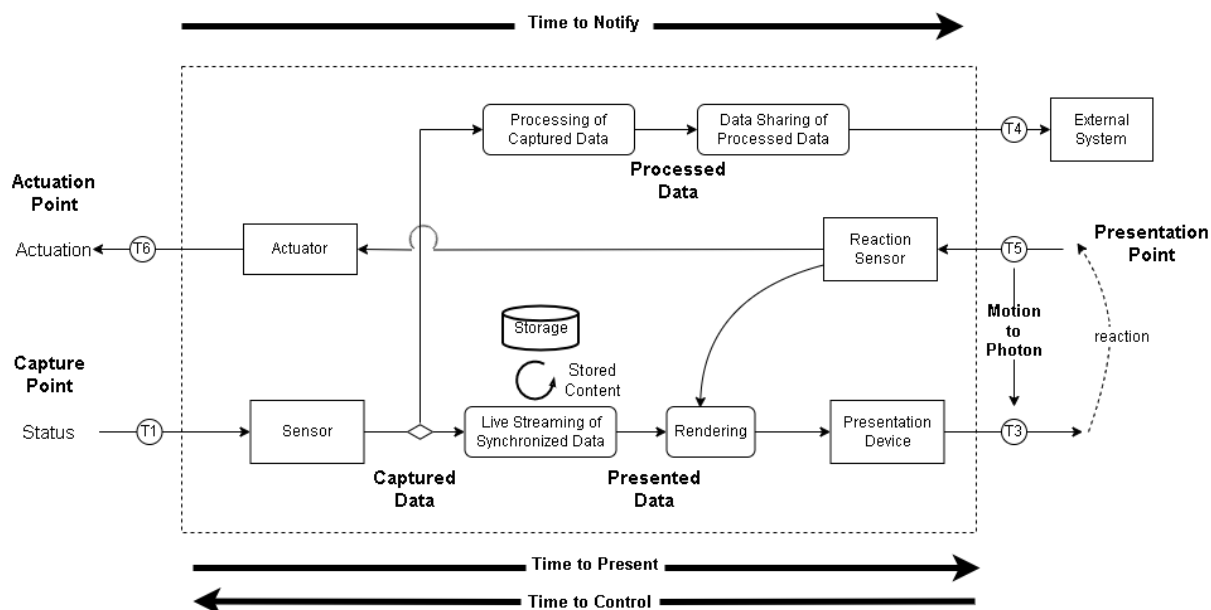 Time to Notify
Processing of
Captured Data
Data Sharing of
Processed Data
T4
External
System
Processed
Data
Actuation
Point
Actuation
T6
Actuator
Reaction
Sensor
T5
Presentation
Point
Motion
to
Photon
reaction
Storage
Stored
Content
Capture
Point
Status
T1
Sensor
Live Streaming of
Synchronized Data
Rendering
Presentation
Device
T3
Captured
Data
Presented
Data
Time to Present
Time to Control